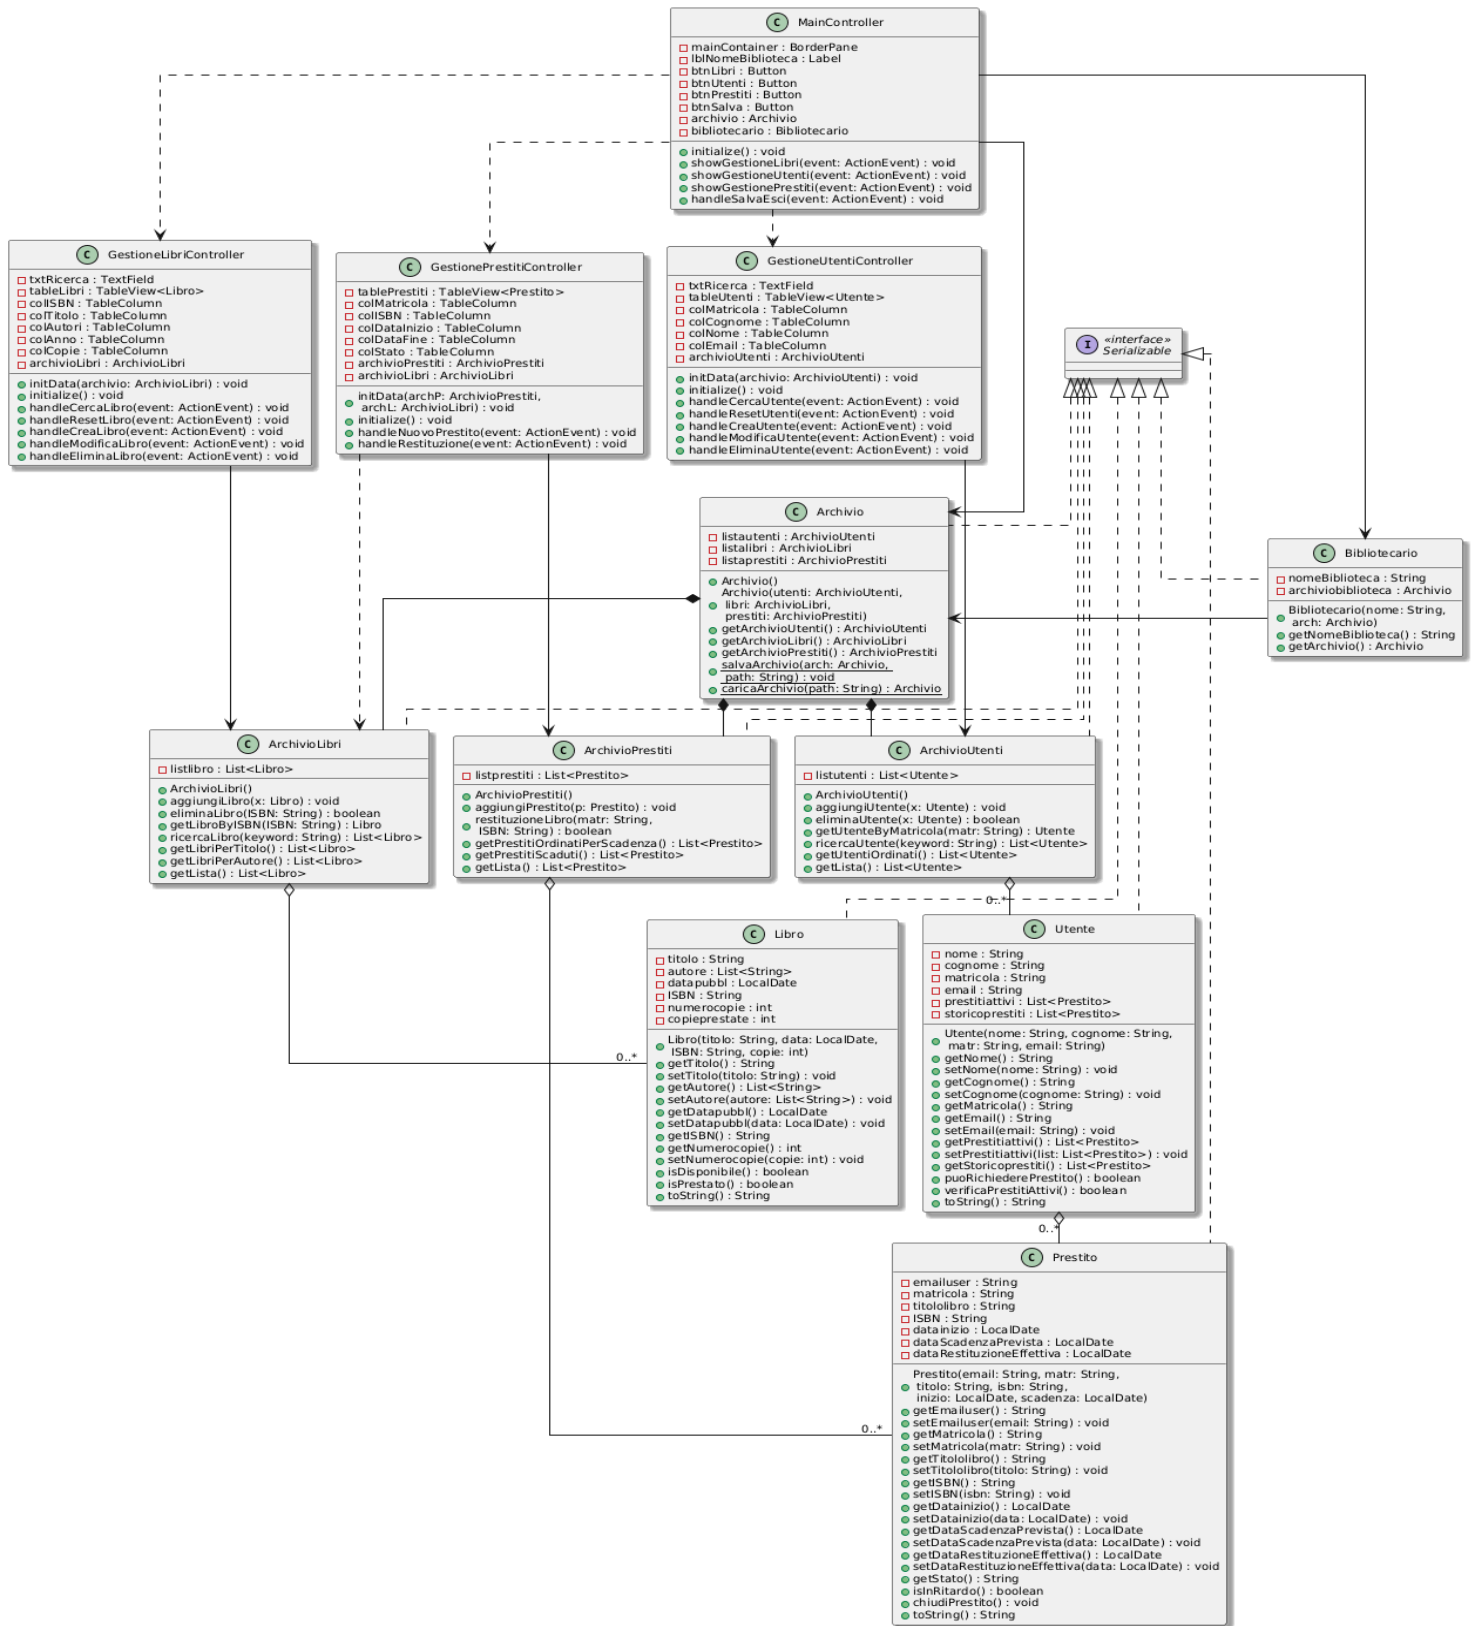 MainController
mainContainer : BorderPane
lblNomeBiblioteca : Label
btnLibri : Button
btnUtenti : Button
btnPrestiti : Button
btnSalva : Button
archivio : Archivio
bibliotecario : Bibliotecario
initialize() : void
showGestioneLibri(event: ActionEvent) : void
showGestioneUtenti(event: ActionEvent) : void
showGestionePrestiti(event: ActionEvent) : void
handleSalvaEsci(event: ActionEvent) : void
GestioneLibriController
txtRicerca : TextField
tableLibri : TableView<Libro>
colISBN : TableColumn
colTitolo : TableColumn
colAutori : TableColumn
colAnno : TableColumn
colCopie : TableColumn
archivioLibri : ArchivioLibri
initData(archivio: ArchivioLibri) : void
initialize() : void
handleCercaLibro(event: ActionEvent) : void
handleResetLibro(event: ActionEvent) : void
handleCreaLibro(event: ActionEvent) : void
handleModificaLibro(event: ActionEvent) : void
handleEliminaLibro(event: ActionEvent) : void
GestionePrestitiController
tablePrestiti : TableView<Prestito>
colMatricola : TableColumn
colISBN : TableColumn
colDataInizio : TableColumn
colDataFine : TableColumn
colStato : TableColumn
archivioPrestiti : ArchivioPrestiti
archivioLibri : ArchivioLibri
initData(archP: ArchivioPrestiti,
archL: ArchivioLibri) : void
initialize() : void
handleNuovoPrestito(event: ActionEvent) : void
handleRestituzione(event: ActionEvent) : void
GestioneUtentiController
txtRicerca : TextField
tableUtenti : TableView<Utente>
colMatricola : TableColumn
colCognome : TableColumn
colNome : TableColumn
colEmail : TableColumn
archivioUtenti : ArchivioUtenti
initData(archivio: ArchivioUtenti) : void
initialize() : void
handleCercaUtente(event: ActionEvent) : void
handleResetUtenti(event: ActionEvent) : void
handleCreaUtente(event: ActionEvent) : void
handleModificaUtente(event: ActionEvent) : void
handleEliminaUtente(event: ActionEvent) : void
«interface»
Serializable
Archivio
listautenti : ArchivioUtenti
listalibri : ArchivioLibri
listaprestiti : ArchivioPrestiti
Archivio()
Archivio(utenti: ArchivioUtenti,
libri: ArchivioLibri,
prestiti: ArchivioPrestiti)
getArchivioUtenti() : ArchivioUtenti
getArchivioLibri() : ArchivioLibri
getArchivioPrestiti() : ArchivioPrestiti
salvaArchivio(arch: Archivio,
path: String) : void
caricaArchivio(path: String) : Archivio
Bibliotecario
nomeBiblioteca : String
archiviobiblioteca : Archivio
Bibliotecario(nome: String,
arch: Archivio)
getNomeBiblioteca() : String
getArchivio() : Archivio
ArchivioLibri
listlibro : List<Libro>
ArchivioLibri()
aggiungiLibro(x: Libro) : void
eliminaLibro(ISBN: String) : boolean
getLibroByISBN(ISBN: String) : Libro
ricercaLibro(keyword: String) : List<Libro>
getLibriPerTitolo() : List<Libro>
getLibriPerAutore() : List<Libro>
getLista() : List<Libro>
ArchivioPrestiti
listprestiti : List<Prestito>
ArchivioPrestiti()
aggiungiPrestito(p: Prestito) : void
restituzioneLibro(matr: String,
ISBN: String) : boolean
getPrestitiOrdinatiPerScadenza() : List<Prestito>
getPrestitiScaduti() : List<Prestito>
getLista() : List<Prestito>
ArchivioUtenti
listutenti : List<Utente>
ArchivioUtenti()
aggiungiUtente(x: Utente) : void
eliminaUtente(x: Utente) : boolean
getUtenteByMatricola(matr: String) : Utente
ricercaUtente(keyword: String) : List<Utente>
getUtentiOrdinati() : List<Utente>
getLista() : List<Utente>
0..*
Libro
titolo : String
autore : List<String>
datapubbl : LocalDate
ISBN : String
numerocopie : int
copieprestate : int
Libro(titolo: String, data: LocalDate,
ISBN: String, copie: int)
getTitolo() : String
setTitolo(titolo: String) : void
getAutore() : List<String>
setAutore(autore: List<String>) : void
getDatapubbl() : LocalDate
setDatapubbl(data: LocalDate) : void
getISBN() : String
getNumerocopie() : int
setNumerocopie(copie: int) : void
isDisponibile() : boolean
isPrestato() : boolean
toString() : String
0..*
Utente
nome : String
cognome : String
matricola : String
email : String
prestitiattivi : List<Prestito>
storicoprestiti : List<Prestito>
Utente(nome: String, cognome: String,
matr: String, email: String)
getNome() : String
setNome(nome: String) : void
getCognome() : String
setCognome(cognome: String) : void
getMatricola() : String
getEmail() : String
setEmail(email: String) : void
getPrestitiattivi() : List<Prestito>
setPrestitiattivi(list: List<Prestito>) : void
getStoricoprestiti() : List<Prestito>
puoRichiederePrestito() : boolean
verificaPrestitiAttivi() : boolean
toString() : String
0..*
0..*
Prestito
emailuser : String
matricola : String
titololibro : String
ISBN : String
datainizio : LocalDate
dataScadenzaPrevista : LocalDate
dataRestituzioneEffettiva : LocalDate
Prestito(email: String, matr: String,
titolo: String, isbn: String,
inizio: LocalDate, scadenza: LocalDate)
getEmailuser() : String
setEmailuser(email: String) : void
getMatricola() : String
setMatricola(matr: String) : void
getTitololibro() : String
setTitololibro(titolo: String) : void
getISBN() : String
setISBN(isbn: String) : void
getDatainizio() : LocalDate
setDatainizio(data: LocalDate) : void
getDataScadenzaPrevista() : LocalDate
setDataScadenzaPrevista(data: LocalDate) : void
getDataRestituzioneEffettiva() : LocalDate
setDataRestituzioneEffettiva(data: LocalDate) : void
getStato() : String
isInRitardo() : boolean
chiudiPrestito() : void
toString() : String